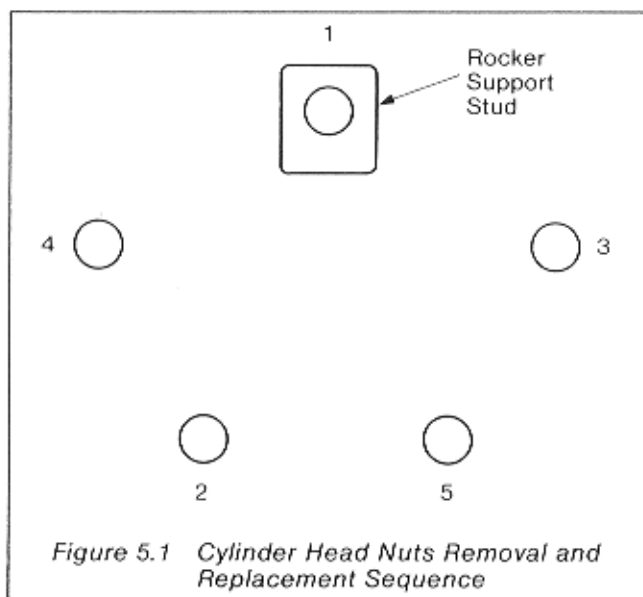 1
Rocker
Support
Stud
4
3
2
5
Figure 5.1 Cylinder Head Nuts Removal and
Replacement Sequence